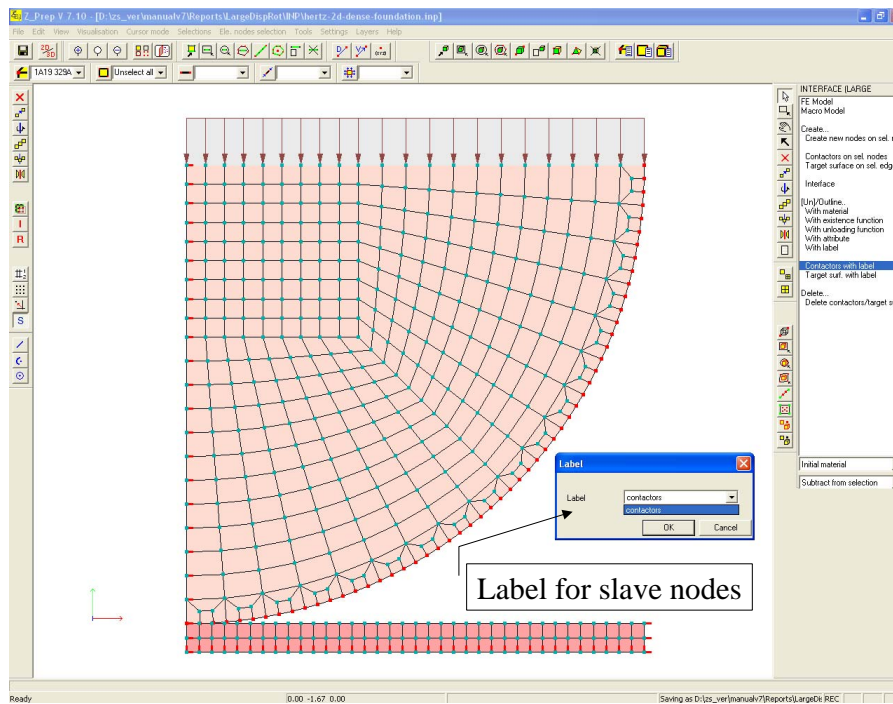 Z_Prep V 7.10 - [D:\zs_ver\manualv7\Reports\LargeDispRot\INP\hertz-2d-dense-foundation.inp]
File Edit View Visualisation Cursor mode Selections Ele. nodes selection Tools Settings Layers Help
1A19 329A
Unselect all
INTERFACE (LARGE
FE Model
Macro Model
Create...
Create new nodes on sel. n
Contactors on sel. nodes
Target surface on sel. edg
Interface
[Un]/Outline..
With material
With existence function
With unloading function
With attribute
With label
Contactors with label
Target surf. with label
Delete...
Delete contactors/target s
I
R
S
Label
Label
contactors
contactors
OK
Cancel
Label for slave nodes
Initial material
Subtract from selection
Ready
0.00 -1.67 0.00
Saving as D:\zs_ver\manualv7\Reports\LargeDis
REC